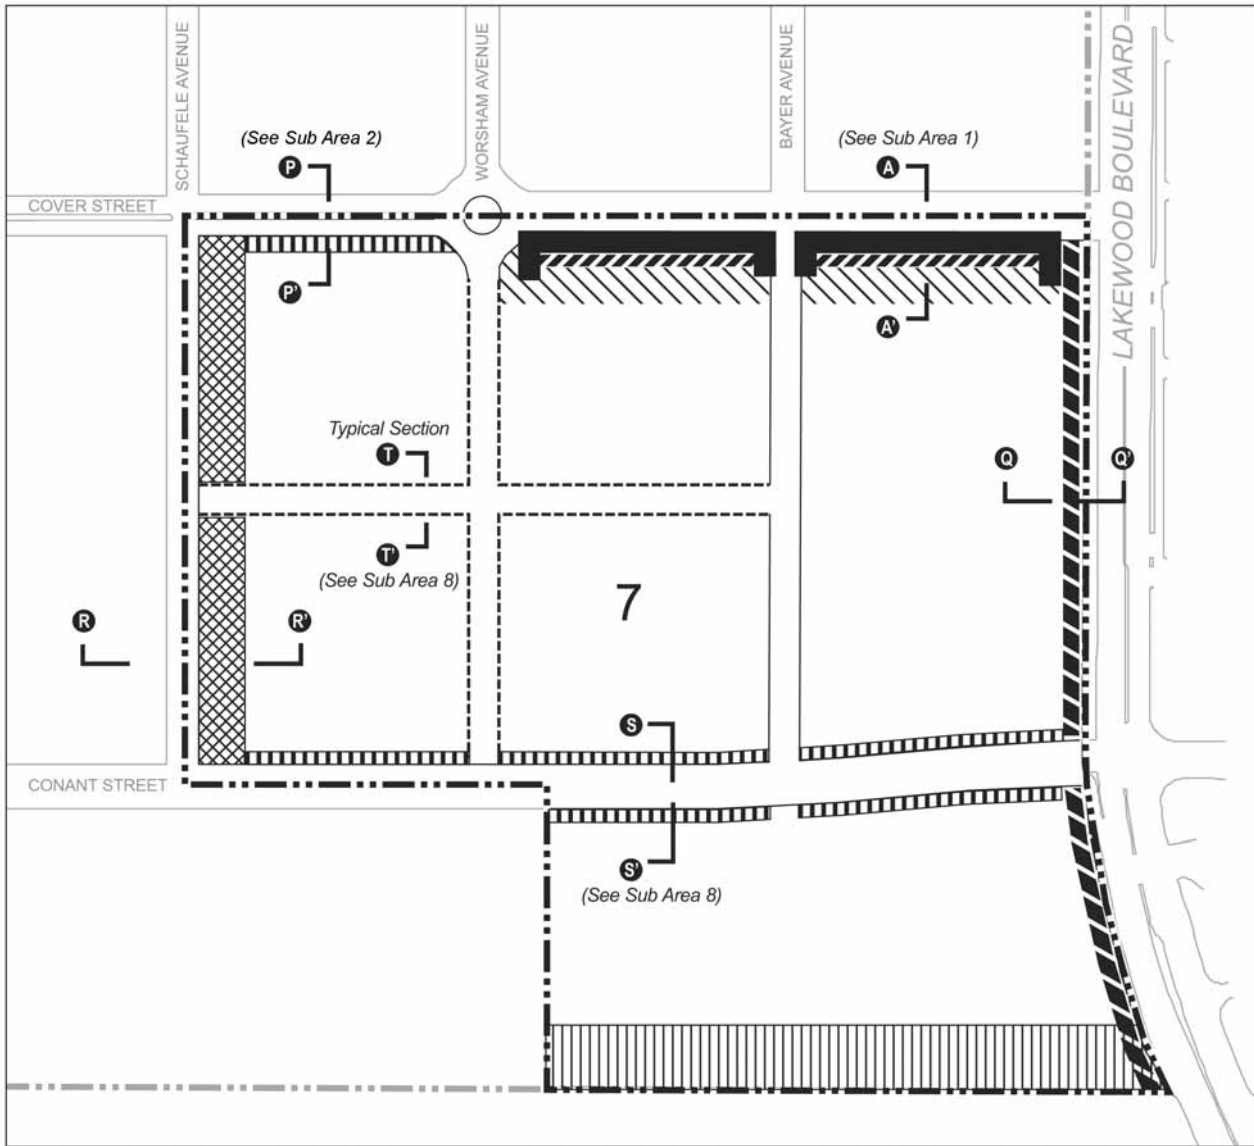 SCHAUFELE AVENUE
WORSHAM AVENUE
BAYER AVENUE
LAKEWOOD BOULEVARD
(See Sub Area 2)
P
(See Sub Area 1)
A
COVER STREET
P'
A'
Typical Section
T
Q
Q'
T'
(See Sub Area 8)
7
R
R'
S
CONANT STREET
S'
(See Sub Area 8)